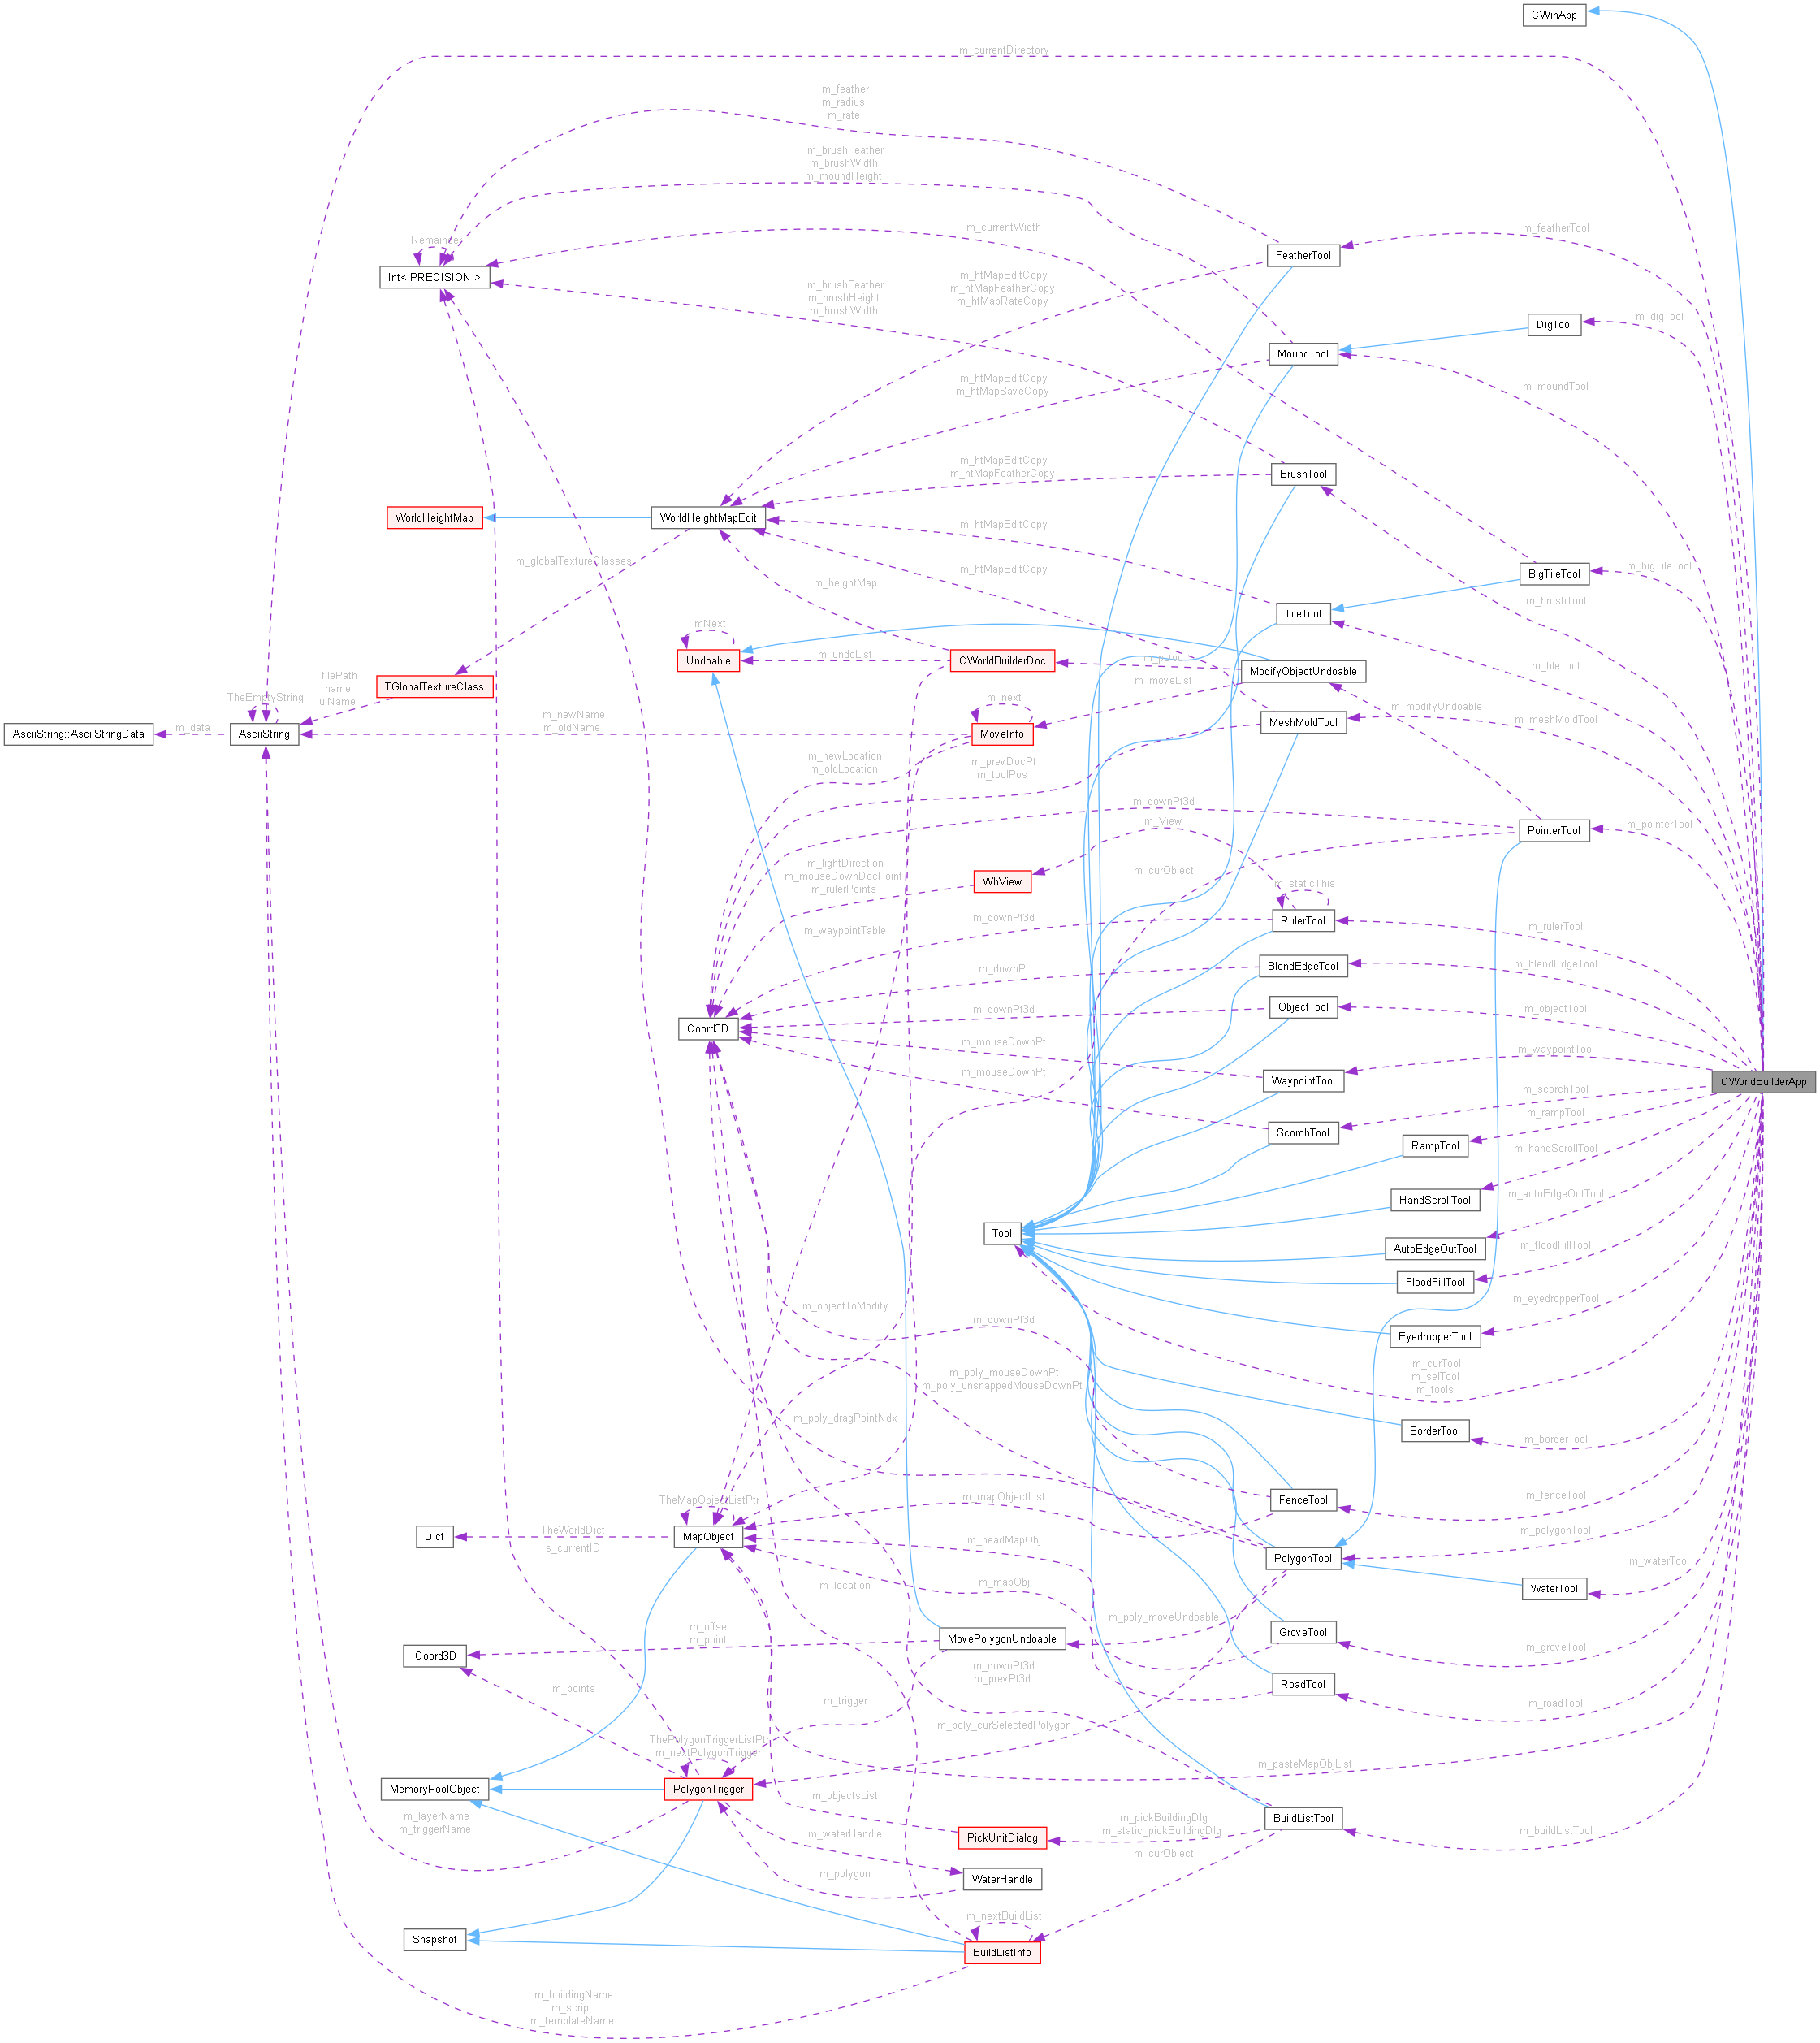 CWinApp
m_currentDirectory
m_feather
m_radius
m_rate
m_brushFeather
m_brushWidth
m_moundHeight
m_currentWidth
m_featherTool
Remainder
Int< PRECISION >
FeatherTool
m_htMapEditCopy
m_htMapFeatherCopy
m_htMapRateCopy
m_brushFeather
m_brushHeight
m_brushWidth
DigTool
m_digTool
MoundTool
m_htMapEditCopy
m_htMapSaveCopy
m_moundTool
m_htMapEditCopy
m_htMapFeatherCopy
BrushTool
WorldHeightMap
WorldHeightMapEdit
m_htMapEditCopy
m_globalTextureClasses
m_htMapEditCopy
m_heightMap
BigTileTool
m_bigTileTool
m_brushTool
TileTool
mNext
m_undoList
m_pDoc
Undoable
CWorldBuilderDoc
ModifyObjectUndoable
m_tileTool
filePath
name
uiName
TGlobalTextureClass
m_moveList
TheEmptyString
m_next
m_modifyUndoable
m_newName
m_oldName
MeshMoldTool
m_meshMoldTool
AsciiString::AsciiStringData
m_data
AsciiString
MoveInfo
m_newLocation
m_oldLocation
m_prevDocPt
m_toolPos
m_downPt3d
m_View
PointerTool
m_pointerTool
m_lightDirection
m_mouseDownDocPoint
m_rulerPoints
WbView
m_curObject
m_staticThis
m_waypointTable
m_downPt3d
RulerTool
m_rulerTool
m_downPt
BlendEdgeTool
m_blendEdgeTool
Coord3D
m_downPt3d
ObjectTool
m_objectTool
m_mouseDownPt
m_mouseDownPt
WaypointTool
m_waypointTool
CWorldBuilderApp
m_scorchTool
m_rampTool
ScorchTool
RampTool
m_handScrollTool
HandScrollTool
m_autoEdgeOutTool
Tool
AutoEdgeOutTool
m_floodFillTool
FloodFillTool
m_eyedropperTool
m_objectToModify
m_downPt3d
EyedropperTool
m_curTool
m_selTool
m_tools
m_poly_mouseDownPt
m_poly_unsnappedMouseDownPt
m_poly_dragPointNdx
BorderTool
m_borderTool
TheMapObjectListPtr
m_mapObjectList
FenceTool
m_fenceTool
Dict
TheWorldDict
s_currentID
MapObject
m_headMapObj
m_polygonTool
PolygonTool
m_location
m_mapObj
WaterTool
m_waterTool
m_poly_moveUndoable
GroveTool
m_groveTool
ICoord3D
m_offset
m_point
MovePolygonUndoable
m_downPt3d
m_prevPt3d
RoadTool
m_roadTool
m_points
m_trigger
m_poly_curSelectedPolygon
ThePolygonTriggerListPtr
m_nextPolygonTrigger
m_pasteMapObjList
MemoryPoolObject
PolygonTrigger
m_objectsList
m_layerName
m_triggerName
m_pickBuildingDlg
m_static_pickBuildingDlg
BuildListTool
m_buildListTool
m_waterHandle
PickUnitDialog
m_curObject
m_polygon
WaterHandle
m_nextBuildList
Snapshot
BuildListInfo
m_buildingName
m_script
m_templateName